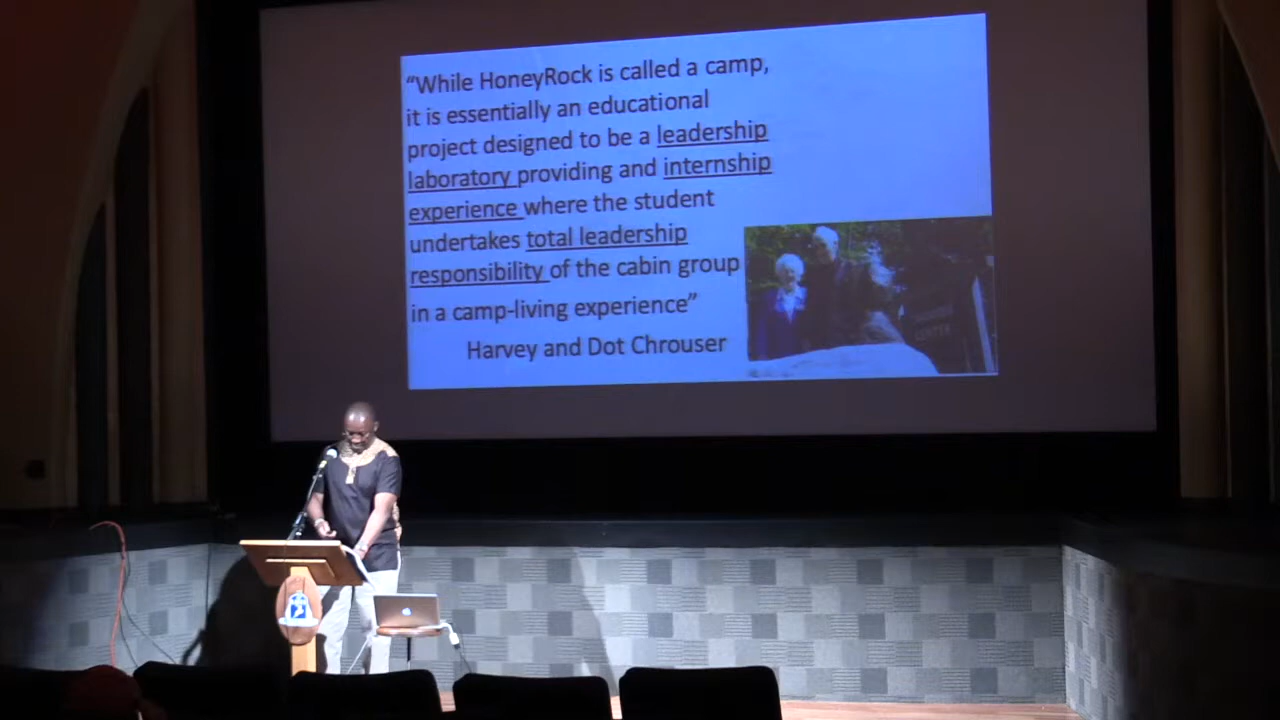 “While HoneyRock is called a camp,
it is essentially an educational
project designed to be a leadership
laboratory providing and internship
experience where the student
undertakes total leadership
responsibility of the cabin group
in a camp-living experience”
Harvey and Dot Chrouser